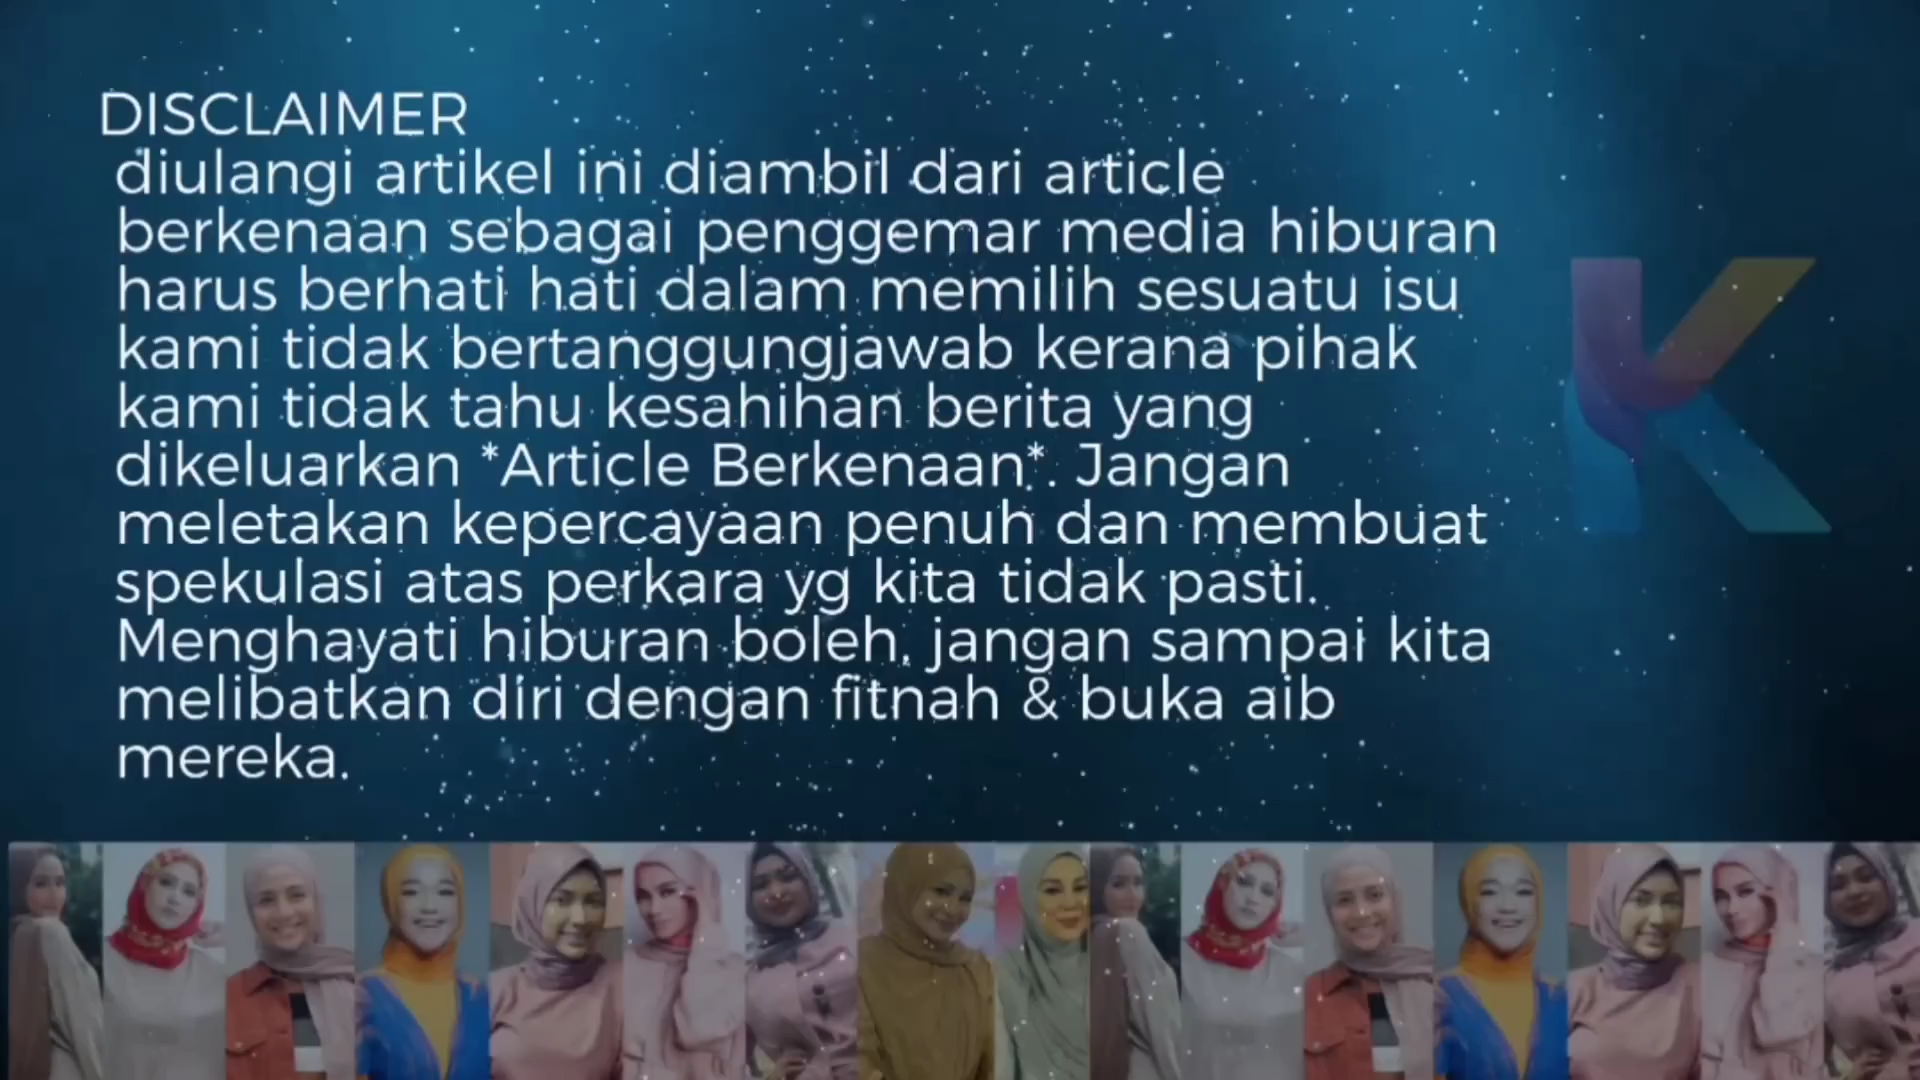 DISCLAIMER
diulangi artikel ini diambil dari article
berkenaan sebagai penggemar media hiburan
harus berhati hati dalam memilih sesuatu isu
kami tidak bertanggungjawab kerana pihak
kami tidak tahu kesahihan berita yang
dikeluarkan *Article Berkenaan*. Jangan
meletakan kepercayaan penuh dan membuat
spekulasi atas perkara yg kita tidak pasti.
Menghayati hiburan boleh, jangan sampai kita
melibatkan diri dengan fitnah & buka aib
mereka.
K